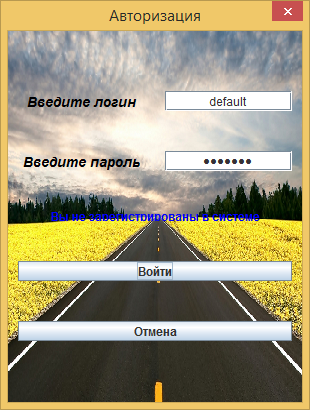 Авторизация
Введите логин
default
Введите пароль
•••••••
Вы не зарегистрированы в системе
Войти
Отмена